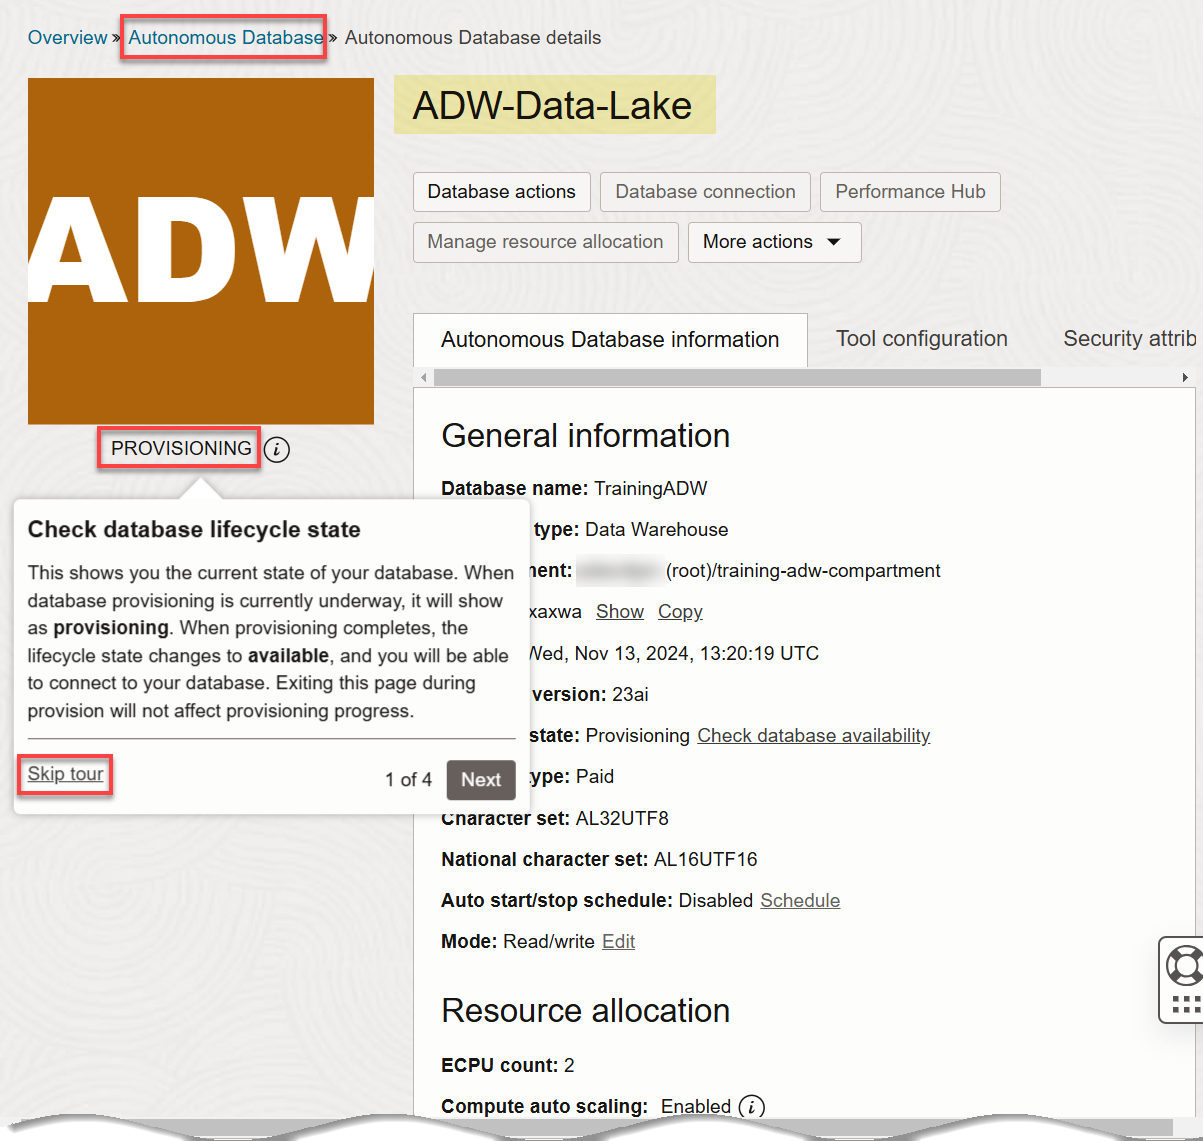 Overview » Autonomous Database » Autonomous Database details
ADW
ADW-Data-Lake
Database actions
Database connection
Performance Hub
Manage resource allocation
More actions
Autonomous Database information
Tool configuration
Security attrib
PROVISIONING
Check database lifecycle state
This shows you the current state of your database. When
database provisioning is currently underway, it will show
as provisioning. When provisioning completes, the
lifecycle state changes to available, and you will be able
to connect to your database. Exiting this page during
provision will not affect provisioning progress.
Skip tour
1 of 4
Next
General information
Database name: TrainingADW
type: Data Warehouse
nent: (root)/training-adw-compartment
xaxwa Show Copy
Wed, Nov 13, 2024, 13:20:19 UTC
version: 23ai
state: Provisioning Check database availability
type: Paid
Character set: AL32UTF8
National character set: AL16UTF16
Auto start/stop schedule: Disabled Schedule
Mode: Read/write Edit
Resource allocation
ECPU count: 2
Compute auto scaling: Enabled